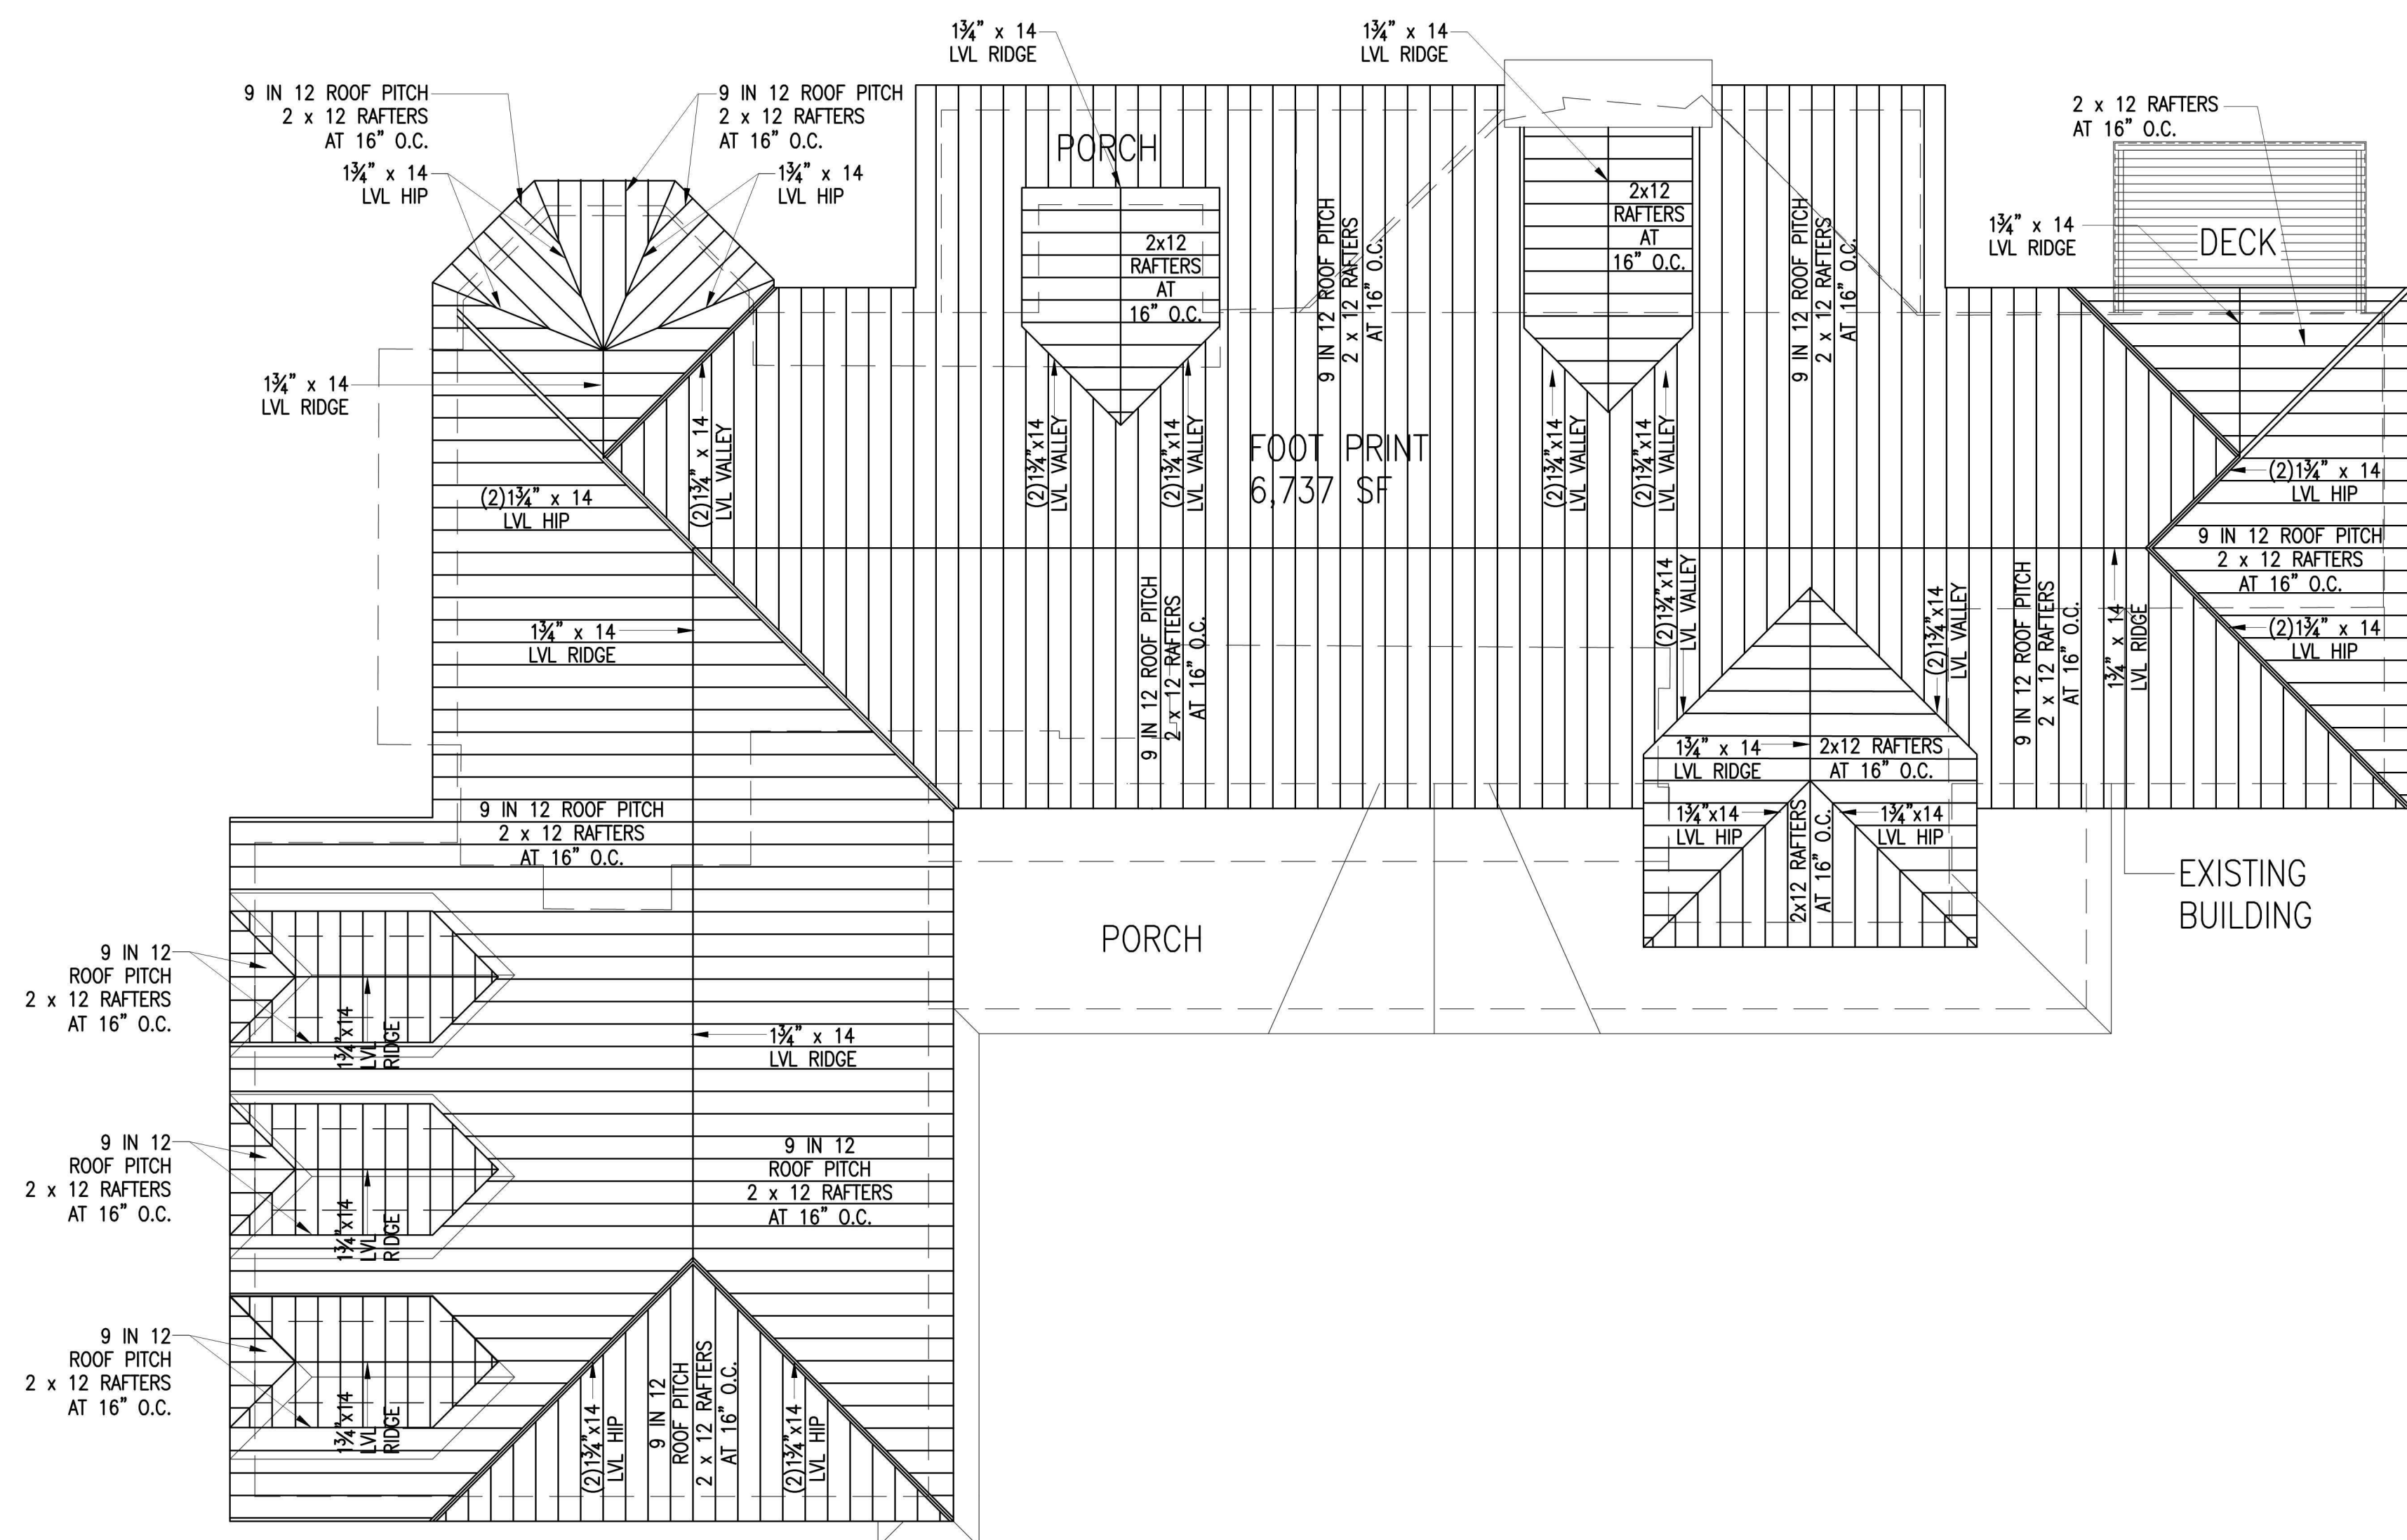 1¾” x 14
LVL RIDGE
1¾” x 14
LVL RIDGE
9 IN 12 ROOF PITCH
2 x 12 RAFTERS
AT 16” O.C.
9 IN 12 ROOF PITCH
2 x 12 RAFTERS
AT 16” O.C.
2 x 12 RAFTERS
AT 16” O.C.
1¾” x 14
LVL HIP
1¾” x 14
LVL HIP
PORCH
2x12
RAFTERS
AT
16” O.C.
9 IN 12 ROOF PITCH
2 x 12 RAFTERS
AT 16” O.C.
2x12
RAFTERS
AT
16” O.C.
9 IN 12 ROOF PITCH
2 x 12 RAFTERS
AT 16” O.C.
1¾” x 14
LVL RIDGE
DECK
1¾” x 14
LVL RIDGE
(2)1¾” x 14
LVL VALLEY
(2)1¾”x14
LVL VALLEY
(2)1¾”x14
LVL VALLEY
FOOT PRINT
6,737 SF
(2)1¾”x14
LVL VALLEY
(2)1¾”x14
LVL VALLEY
(2)1¾” x 14
LVL HIP
(2)1¾” x 14
LVL HIP
9 IN 12 ROOF PITCH
2 x 12 RAFTERS
AT 16” O.C.
1¾” x 14
LVL RIDGE
9 IN 12 ROOF PITCH
2 x 12 RAFTERS
AT 16” O.C.
(2)1¾”x14
LVL VALLEY
(2)1¾”x14
LVL VALLEY
9 IN 12 ROOF PITCH
2 x 12 RAFTERS
AT 16” O.C.
1¾” x 14
LVL RIDGE
(2)1¾” x 14
LVL HIP
1¾” x 14
LVL RIDGE
2x12 RAFTERS
AT 16” O.C.
9 IN 12 ROOF PITCH
2 x 12 RAFTERS
AT 16” O.C.
1¾”x14
LVL HIP
2x12 RAFTERS
AT 16” O.C.
1¾”x14
LVL HIP
EXISTING
BUILDING
PORCH
9 IN 12
ROOF PITCH
2 x 12 RAFTERS
AT 16” O.C.
1¾”x14
LVL
RIDGE
1¾” x 14
LVL RIDGE
9 IN 12
ROOF PITCH
2 x 12 RAFTERS
AT 16” O.C.
1¾”x14
LVL
RIDGE
9 IN 12
ROOF PITCH
2 x 12 RAFTERS
AT 16” O.C.
9 IN 12
ROOF PITCH
2 x 12 RAFTERS
AT 16” O.C.
1¾”x14
LVL
RIDGE
(2)1¾”x14
LVL HIP
9 IN 12
ROOF PITCH
2 x 12 RAFTERS
AT 16” O.C.
(2)1¾”x14
LVL HIP